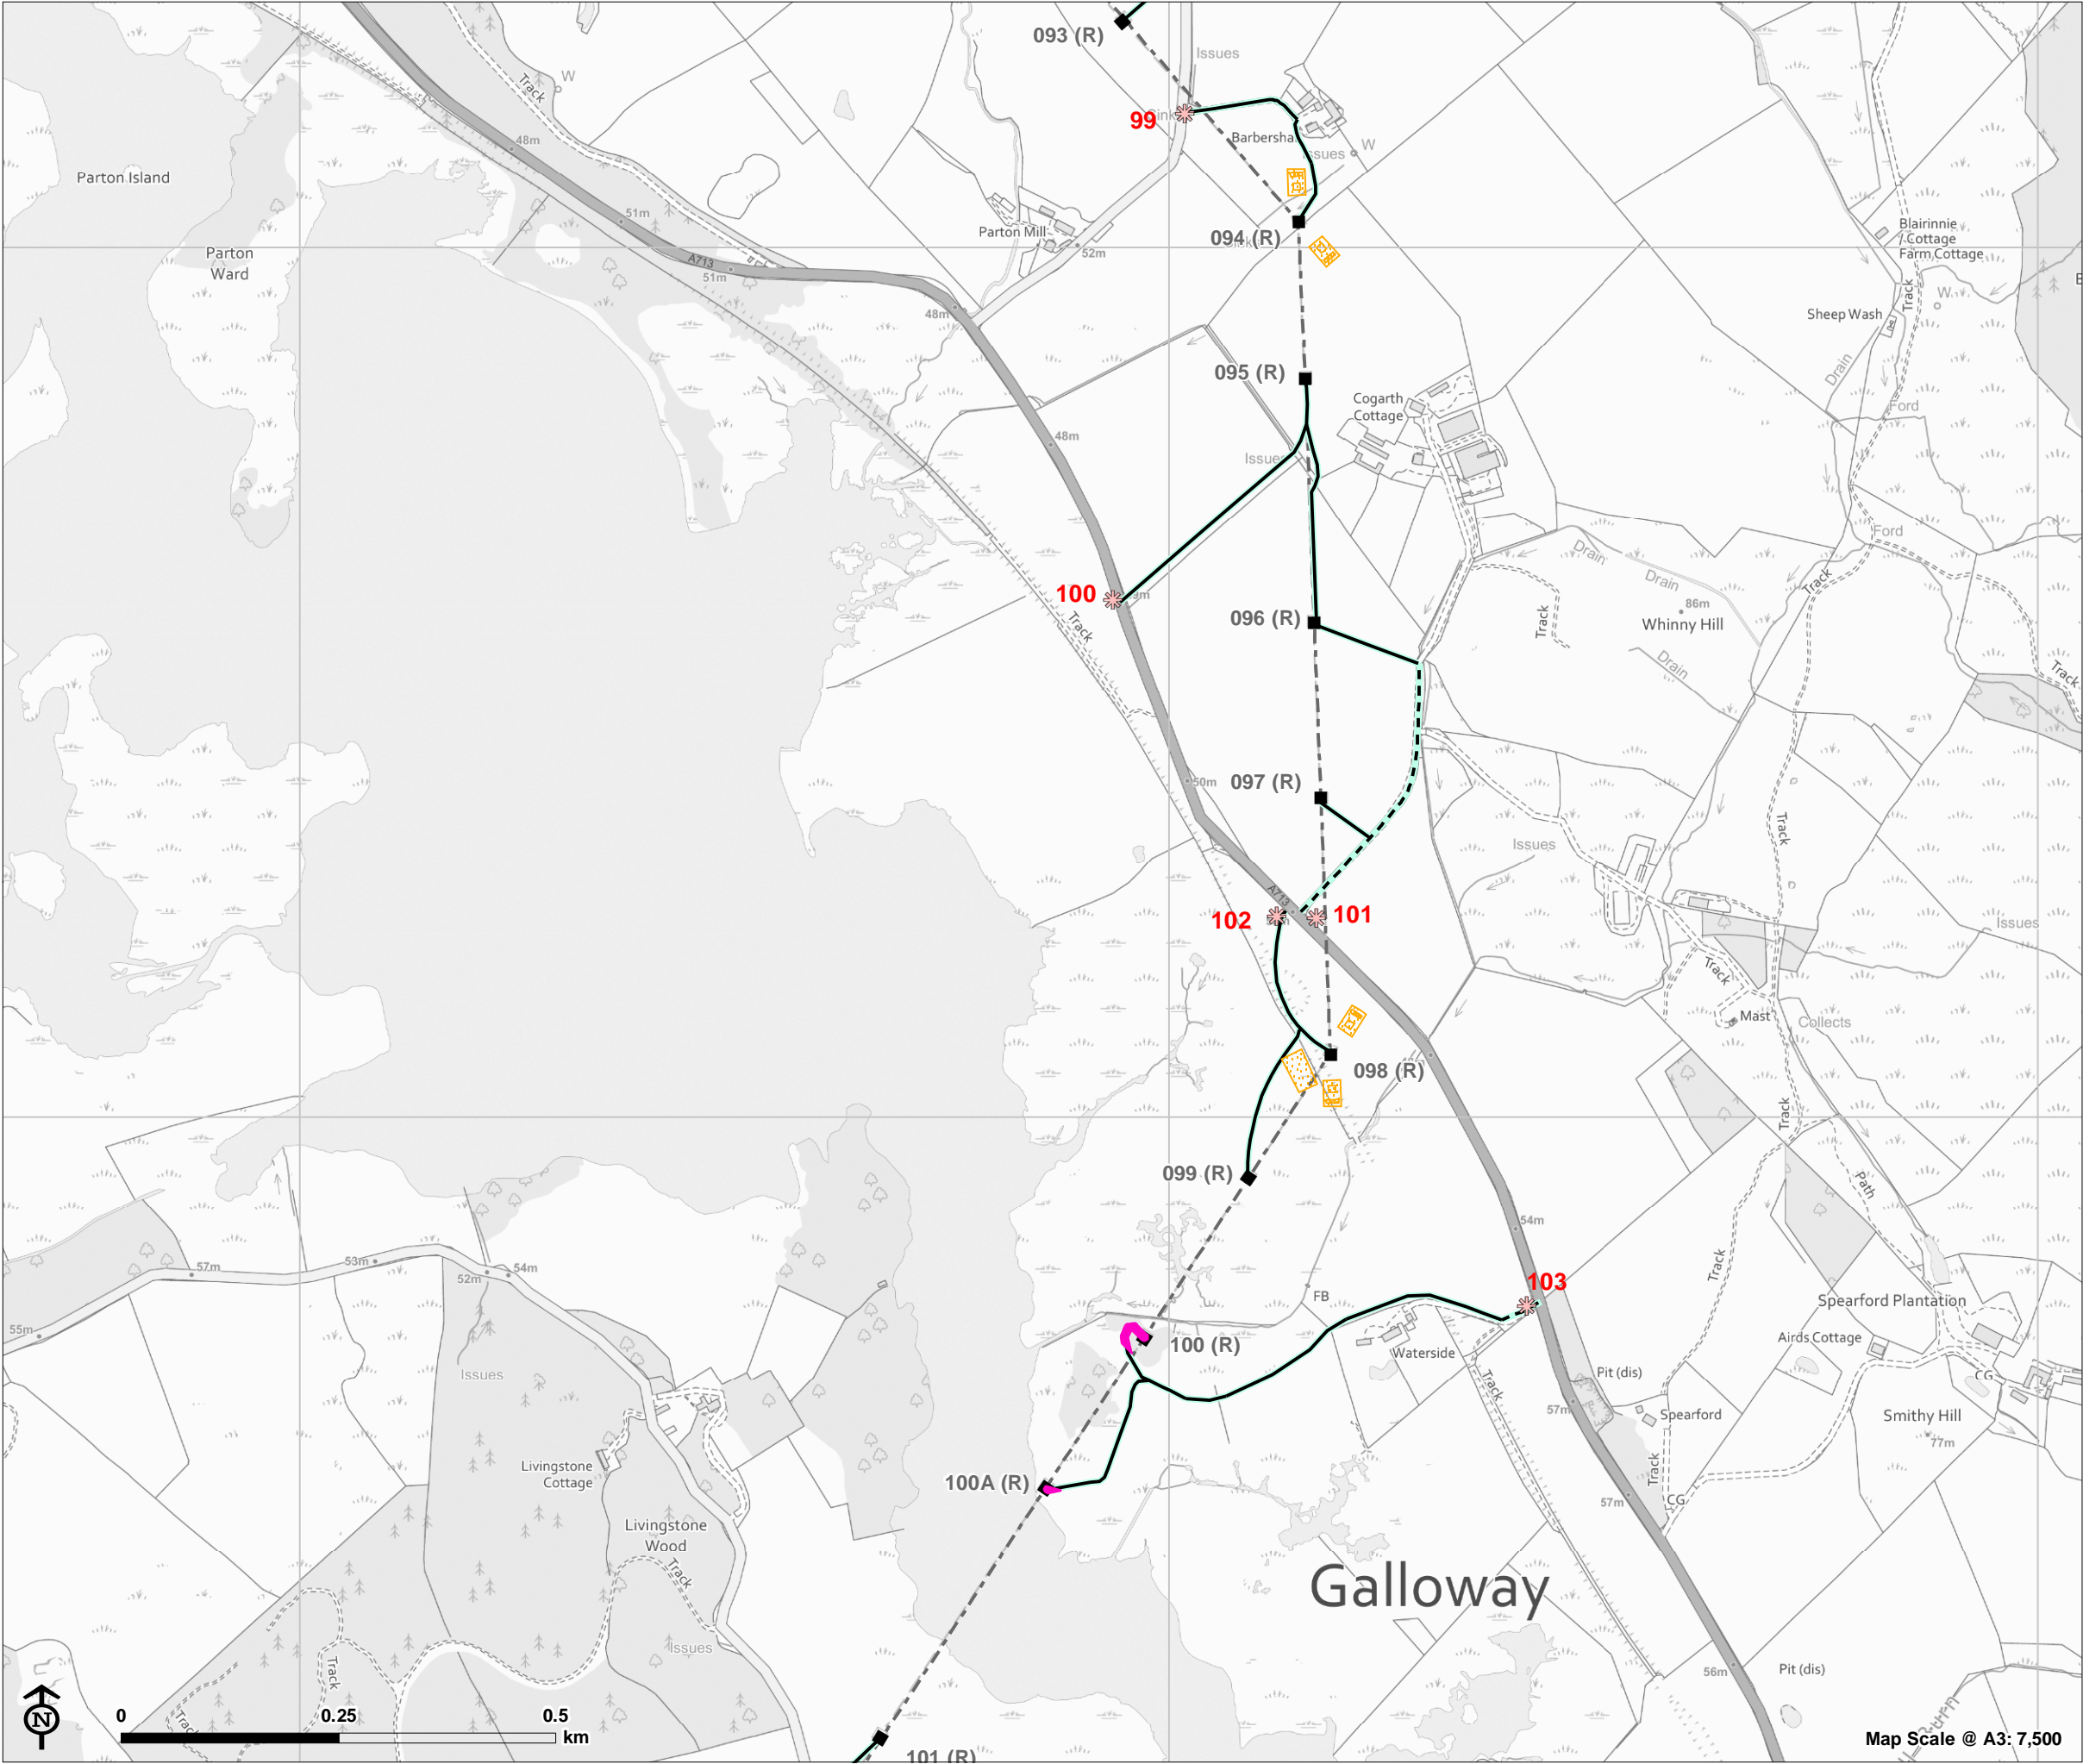 093 (R)
Issues
Track
W
99
Barbersha
Issues
W
48m
Parton Island
51m
Parton Mill
094 (R)
Blairinnie
Cottage
Farm Cottage
Parton
Ward
A713
51m
52m
Track
W
48m
Sheep Wash
095 (R)
Drain
Cogarth
Cottage
Ford
48m
Issues
Ford
Drain
Drain
Track
100
Track
86m
Whinny Hill
096 (R)
Track
Drain
Track
50m
097 (R)
Track
Issues
A713
102
101
Issues
Track
Mast
Collects
098 (R)
Track
099 (R)
Path
54m
Track
57m
53m
52m
54m
103
FB
Spearford Plantation
55m
100 (R)
Waterside
Airds Cottage
Issues
Pit (dis)
CG
Track
57m
Spearford
Smithy Hill
77m
Livingstone
Cottage
100A (R)
Track
57m
CG
Livingstone
Wood
Track
Galloway
Issues
Track
56m
Pit (dis)
Track
N
0
0.25
0.5
km
101 (R)
Map Scale @ A3: 7,500